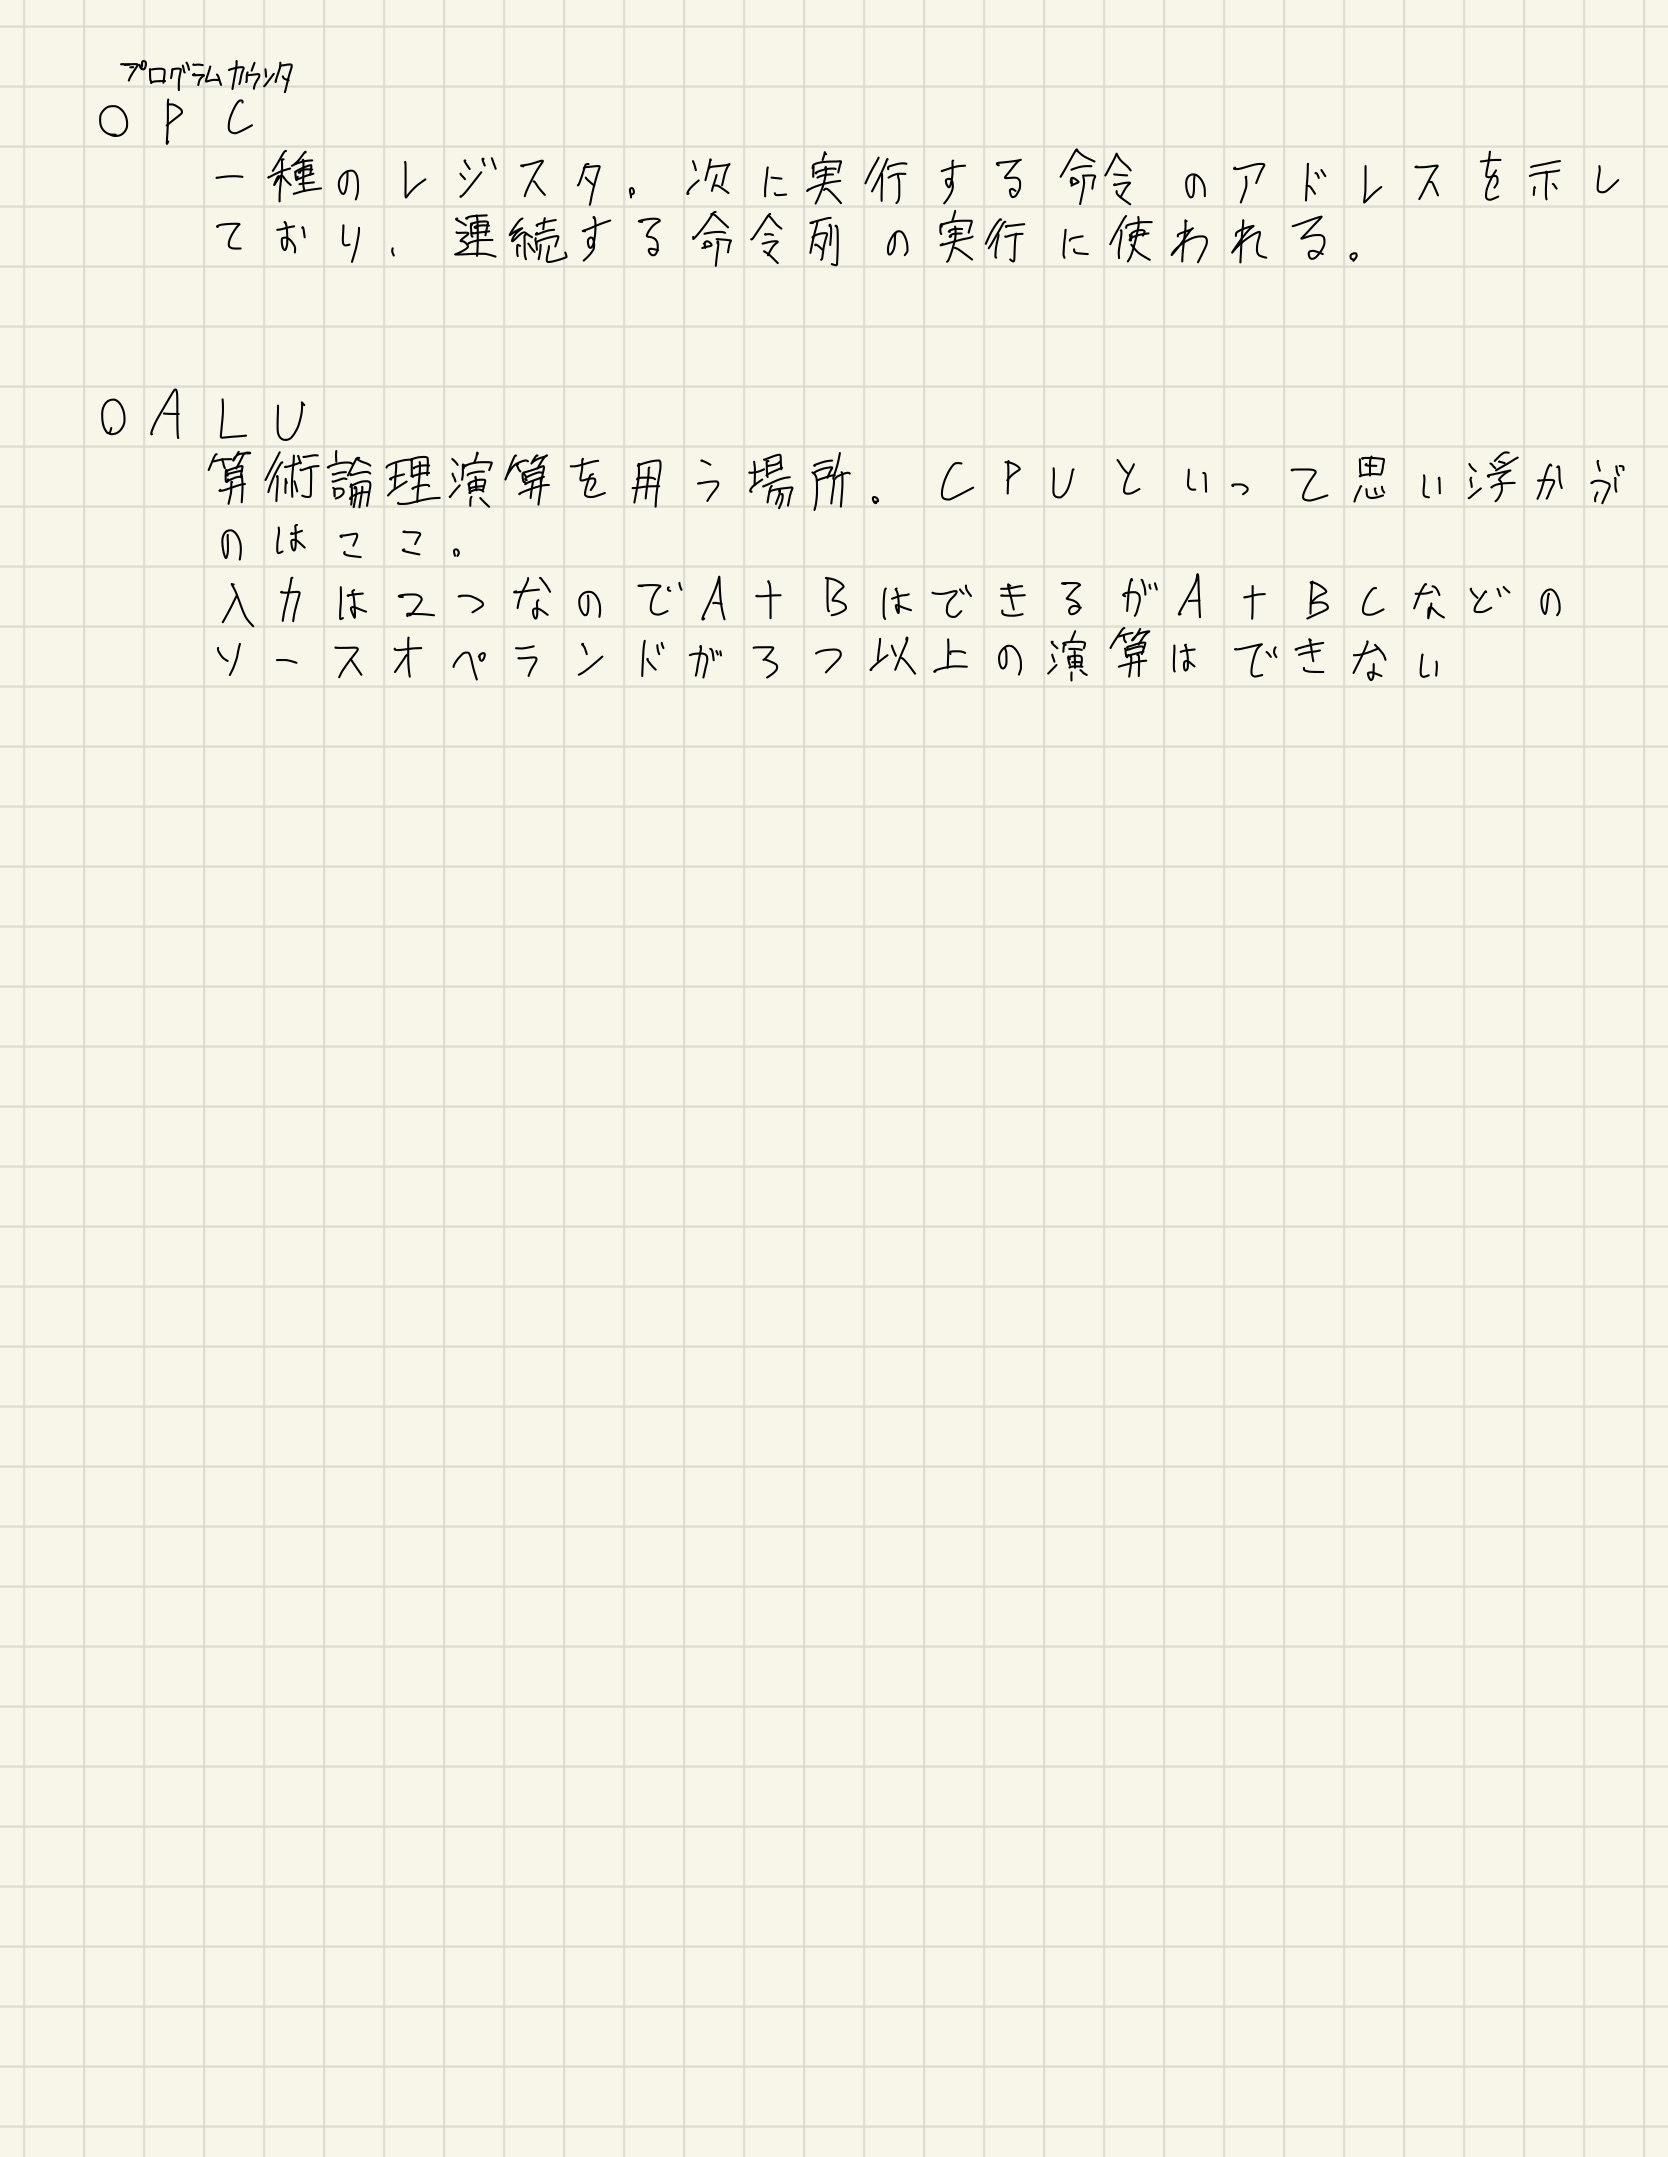 プログラムカウンタ
○PC
一種のレジスタ。次に実行する命令のアドレスを示し
ており、連続する命令列の実行に使われる。
○ALU
算術論理演算を用う場所。CPUといって思い浮かぶ
のはここ。
入力は2つなのでA+BはできるがA+BCなどの
ソースオペランドが3つ以上の演算はできない